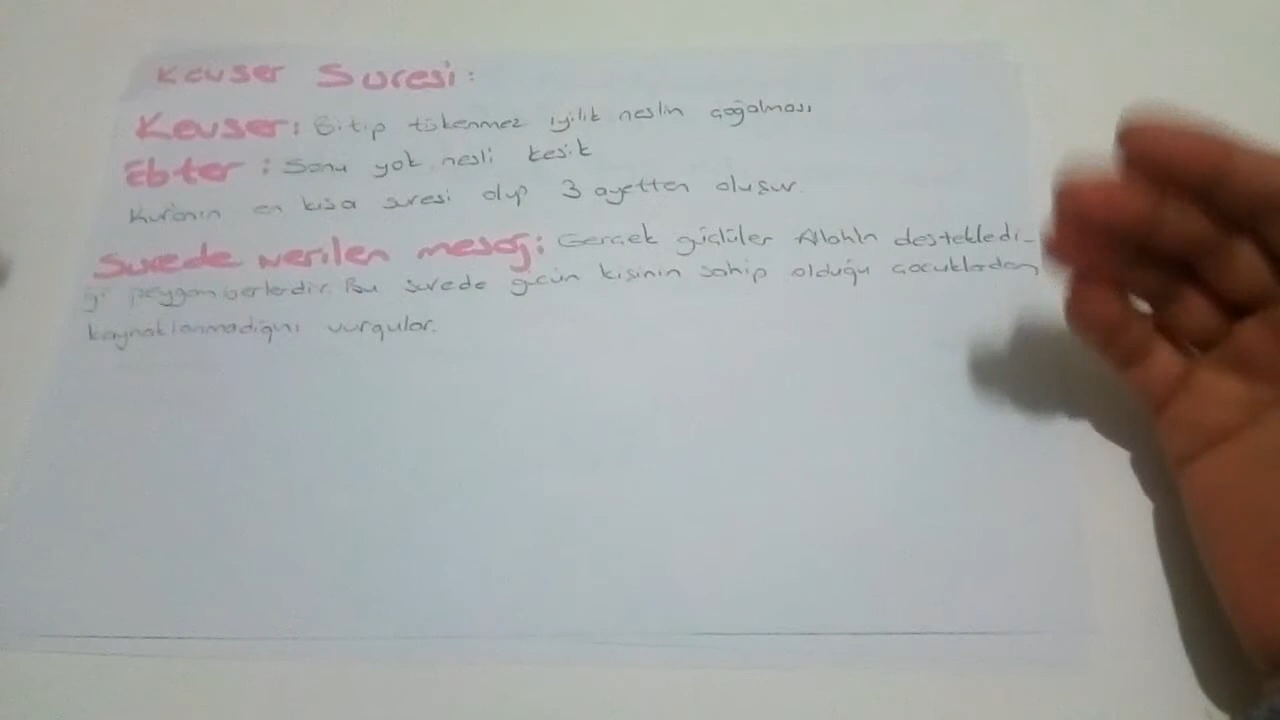 Kevser Suresi:
Kevser: Bitip tükenmez iyilik neslin çoğalması
Ebter: Sonu yok nesli kesik
Kur'anın en kısa suresi olup 3 ayetten oluşur.
Surede verilen mesaj: Gerçek güçlüler Allahın destekledi-
ği peygamberlerdir. Bu surede gücün kişinin sahip olduğu çocuklardan
kaynaklanmadığını vurgular.